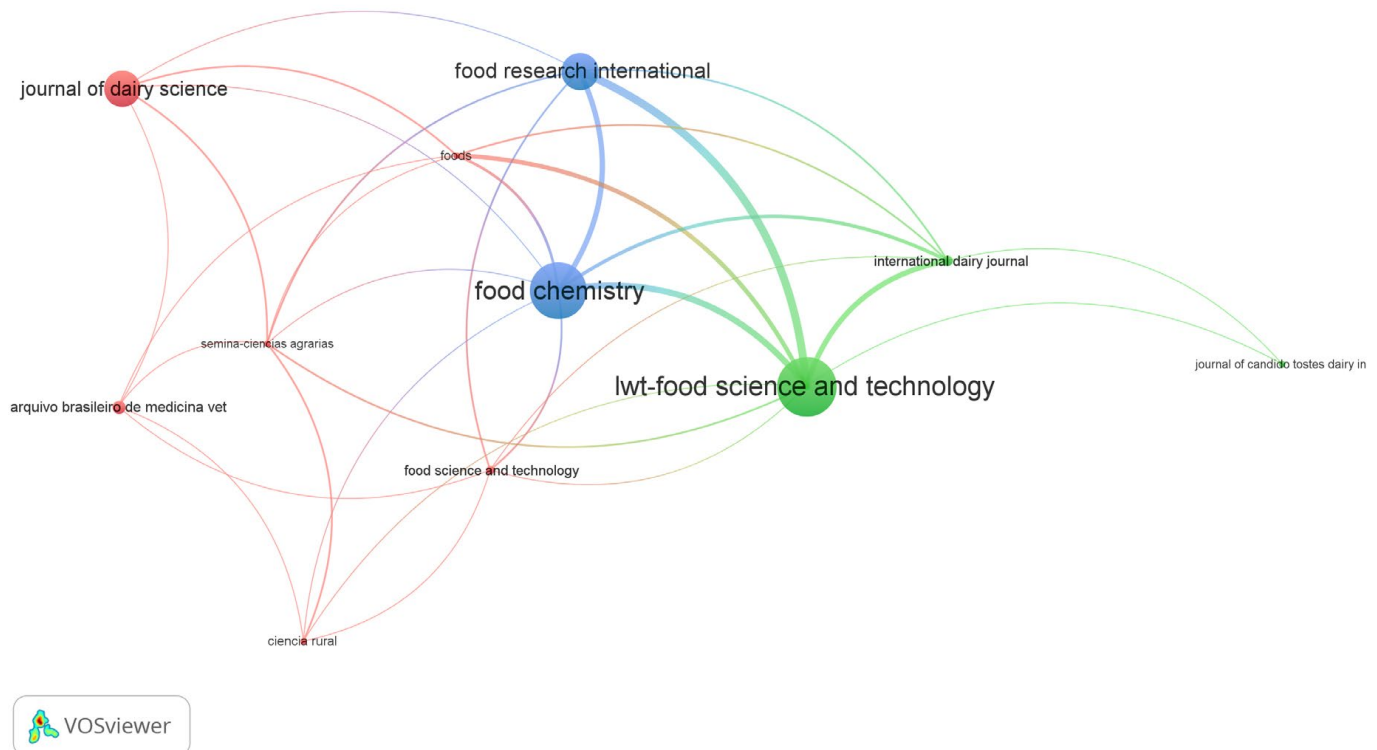 food research international
journal of dairy science
foods
international dairy journal
food chemistry
semina-ciencias agrarias
journal of candido tostes dairy in
lwt-food science and technology
arquivo brasileiro de medicina vet
food science and technology
ciencia rural
VOSviewer